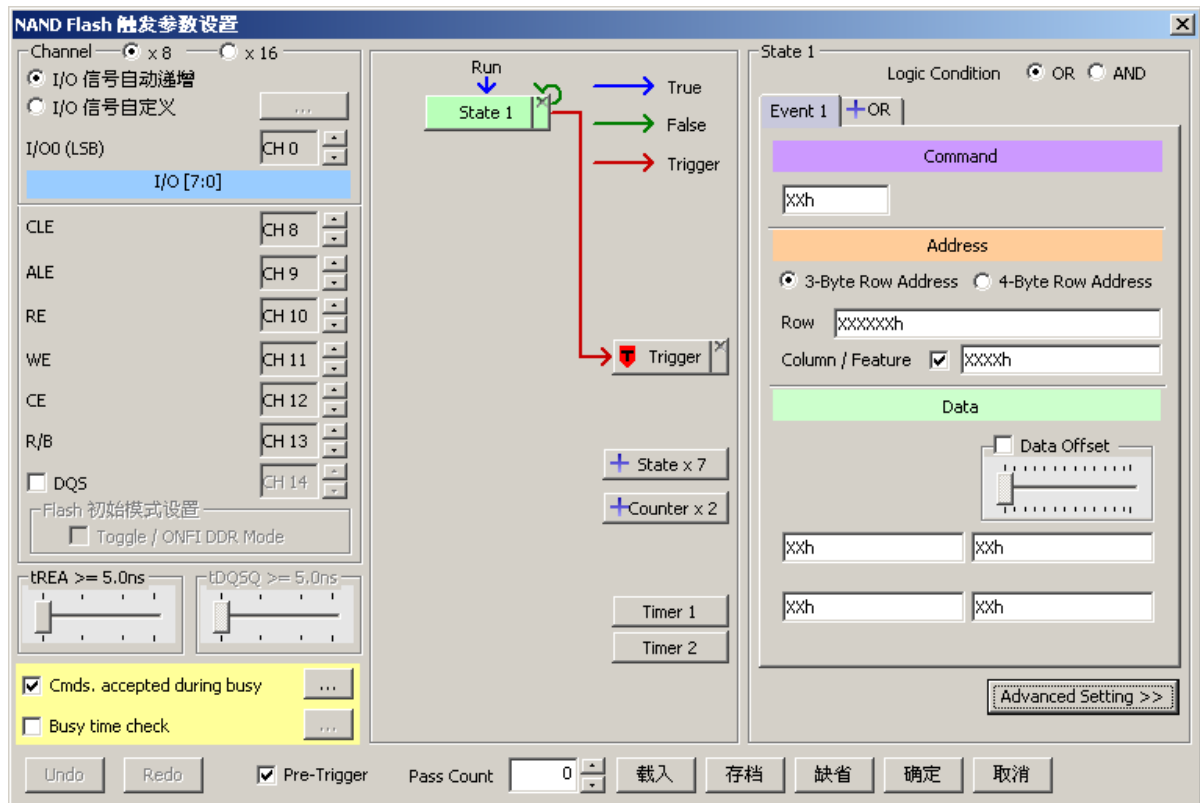 NAND Flash 触发参数设置
Channel x 8 x 16
I/O 信号自动递增
I/O 信号自定义 ...
I/O0 (LSB) CH 0
I/O [7:0]
CLE CH 8
ALE CH 9
RE CH 10
WE CH 11
CE CH 12
R/B CH 13
DQS CH 14
Flash 初始模式设置
Toggle / ONFI DDR Mode
tREA >= 5.0ns tDQSQ >= 5.0ns
Cmds. accepted during busy ...
Busy time check ...
Run
State 1
True
False
Trigger
T Trigger
+ State x 7
+Counter x 2
Timer 1
Timer 2
State 1
Logic Condition OR AND
Event 1 +OR
Command
XXh
Address
3-Byte Row Address 4-Byte Row Address
Row XXXXXXh
Column / Feature XXXXh
Data
Data Offset
XXh XXh
XXh XXh
Advanced Setting >>
Undo Redo Pre-Trigger Pass Count 0 载入 存档 缺省 确定 取消